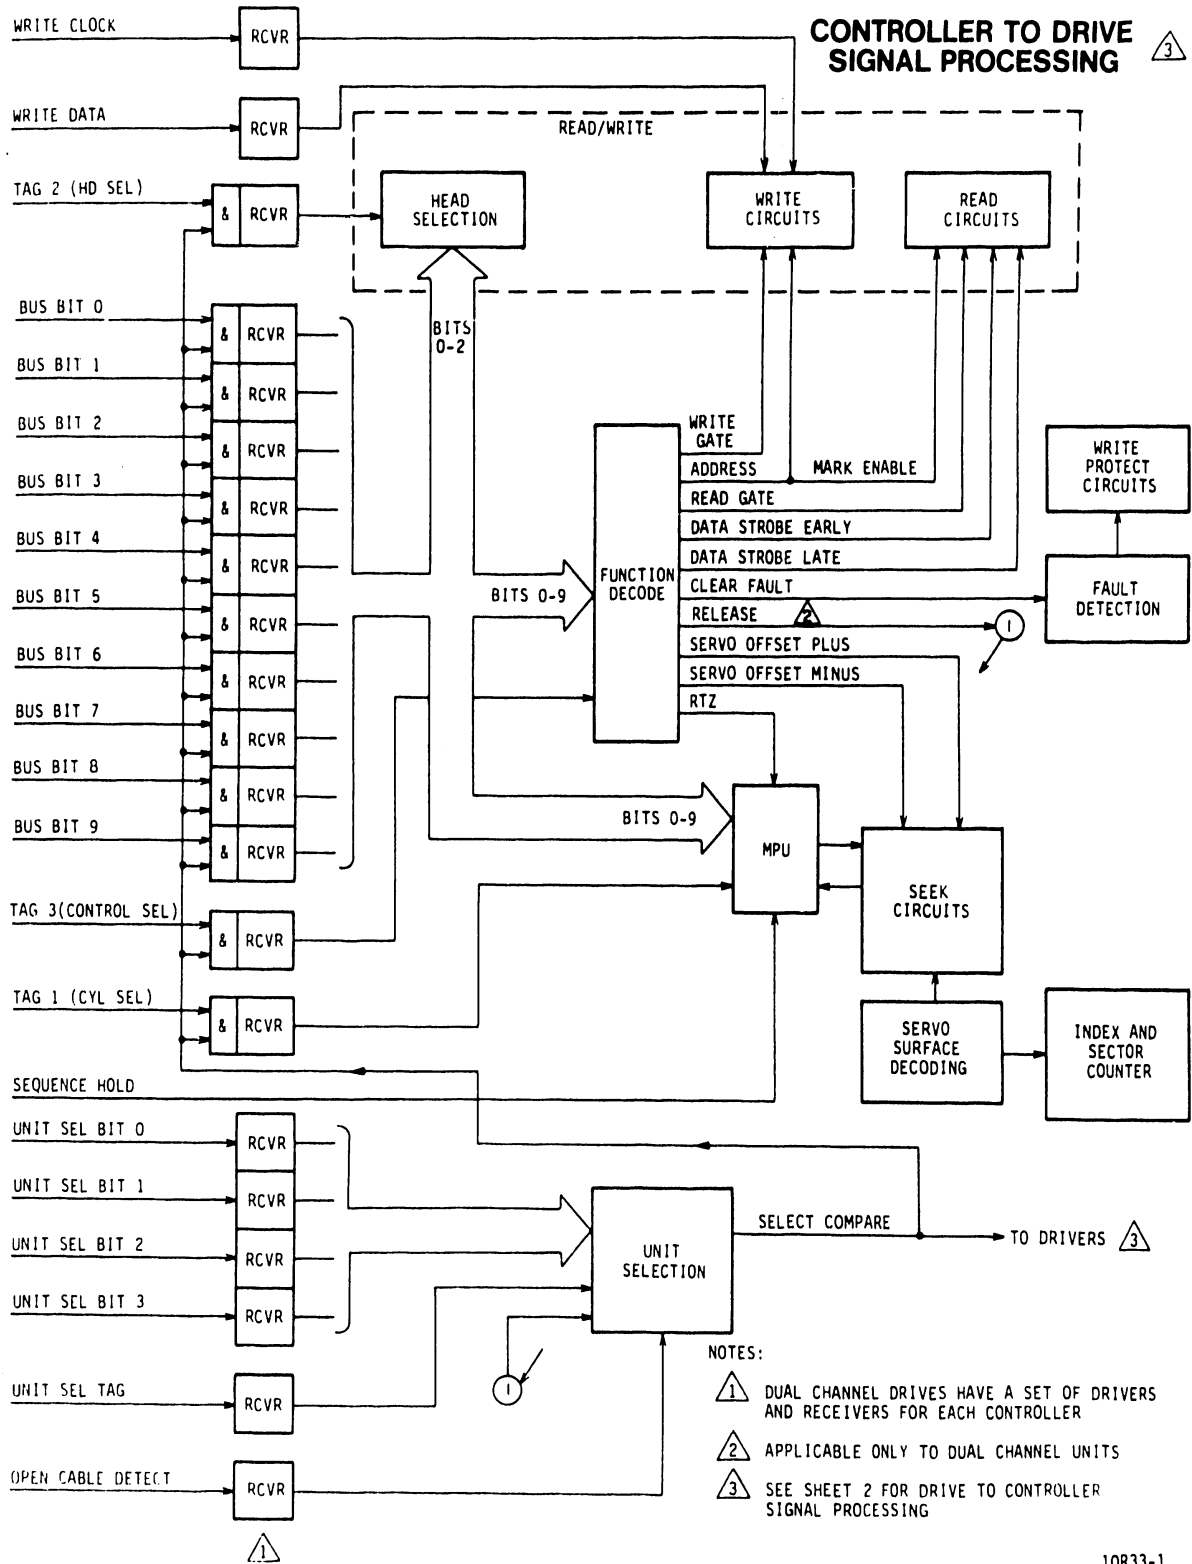 WRITE CLOCK
RCVR
CONTROLLER TO DRIVE
SIGNAL PROCESSING
3
WRITE DATA
RCVR
READ/WRITE
TAG 2 (HD SEL)
&
RCVR
HEAD
SELECTION
WRITE
CIRCUITS
READ
CIRCUITS
BUS BIT 0
&
RCVR
BITS
0-2
BUS BIT 1
&
RCVR
BUS BIT 2
&
RCVR
BUS BIT 3
&
RCVR
BUS BIT 4
&
RCVR
BUS BIT 5
&
RCVR
BUS BIT 6
&
RCVR
BUS BIT 7
&
RCVR
BUS BIT 8
&
RCVR
BUS BIT 9
&
RCVR
BITS 0-9
FUNCTION
DECODE
WRITE
GATE
ADDRESS
MARK ENABLE
READ GATE
DATA STROBE EARLY
DATA STROBE LATE
CLEAR FAULT
RELEASE
2
1
SERVO OFFSET PLUS
SERVO OFFSET MINUS
RTZ
WRITE
PROTECT
CIRCUITS
FAULT
DETECTION
BITS 0-9
MPU
SEEK
CIRCUITS
TAG 3(CONTROL SEL)
&
RCVR
TAG 1 (CYL SEL)
&
RCVR
SERVO
SURFACE
DECODING
INDEX AND
SECTOR
COUNTER
SEQUENCE HOLD
UNIT SEL BIT 0
RCVR
UNIT SEL BIT 1
RCVR
UNIT SEL BIT 2
RCVR
UNIT SEL BIT 3
RCVR
UNIT
SELECTION
SELECT COMPARE
TO DRIVERS
3
1
UNIT SEL TAG
RCVR
OPEN CABLE DETECT
RCVR
1
NOTES:
1 DUAL CHANNEL DRIVES HAVE A SET OF DRIVERS
AND RECEIVERS FOR EACH CONTROLLER
2 APPLICABLE ONLY TO DUAL CHANNEL UNITS
3 SEE SHEET 2 FOR DRIVE TO CONTROLLER
SIGNAL PROCESSING
10R33-1